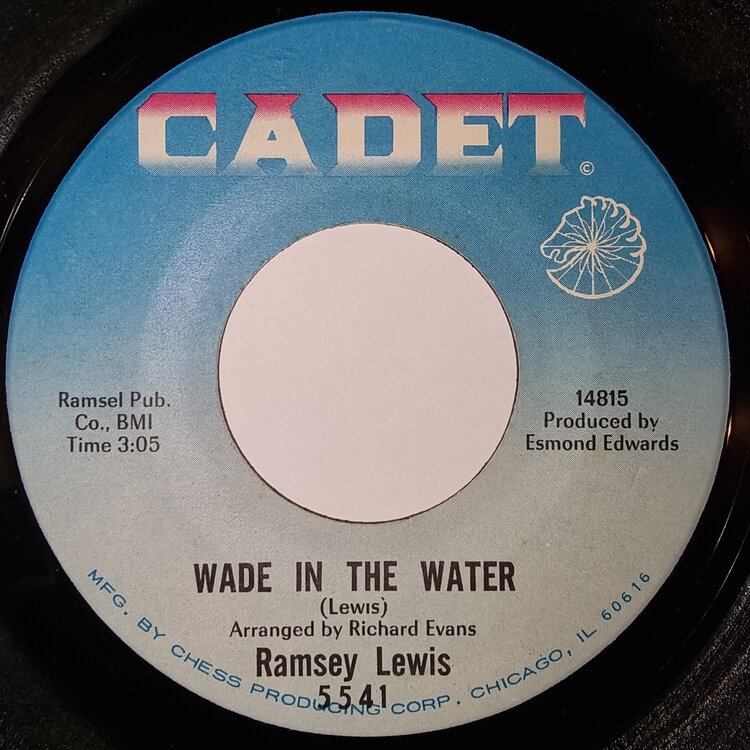 CADET
©
Ramsel Pub.
Co., BMI
Time 3:05
14815
Produced by
Esmond Edwards
WADE IN THE WATER
(Lewis)
Arranged by Richard Evans
Ramsey Lewis
5541
MFG. BY CHESS PRODUCING CORP. CHICAGO, IL 60616